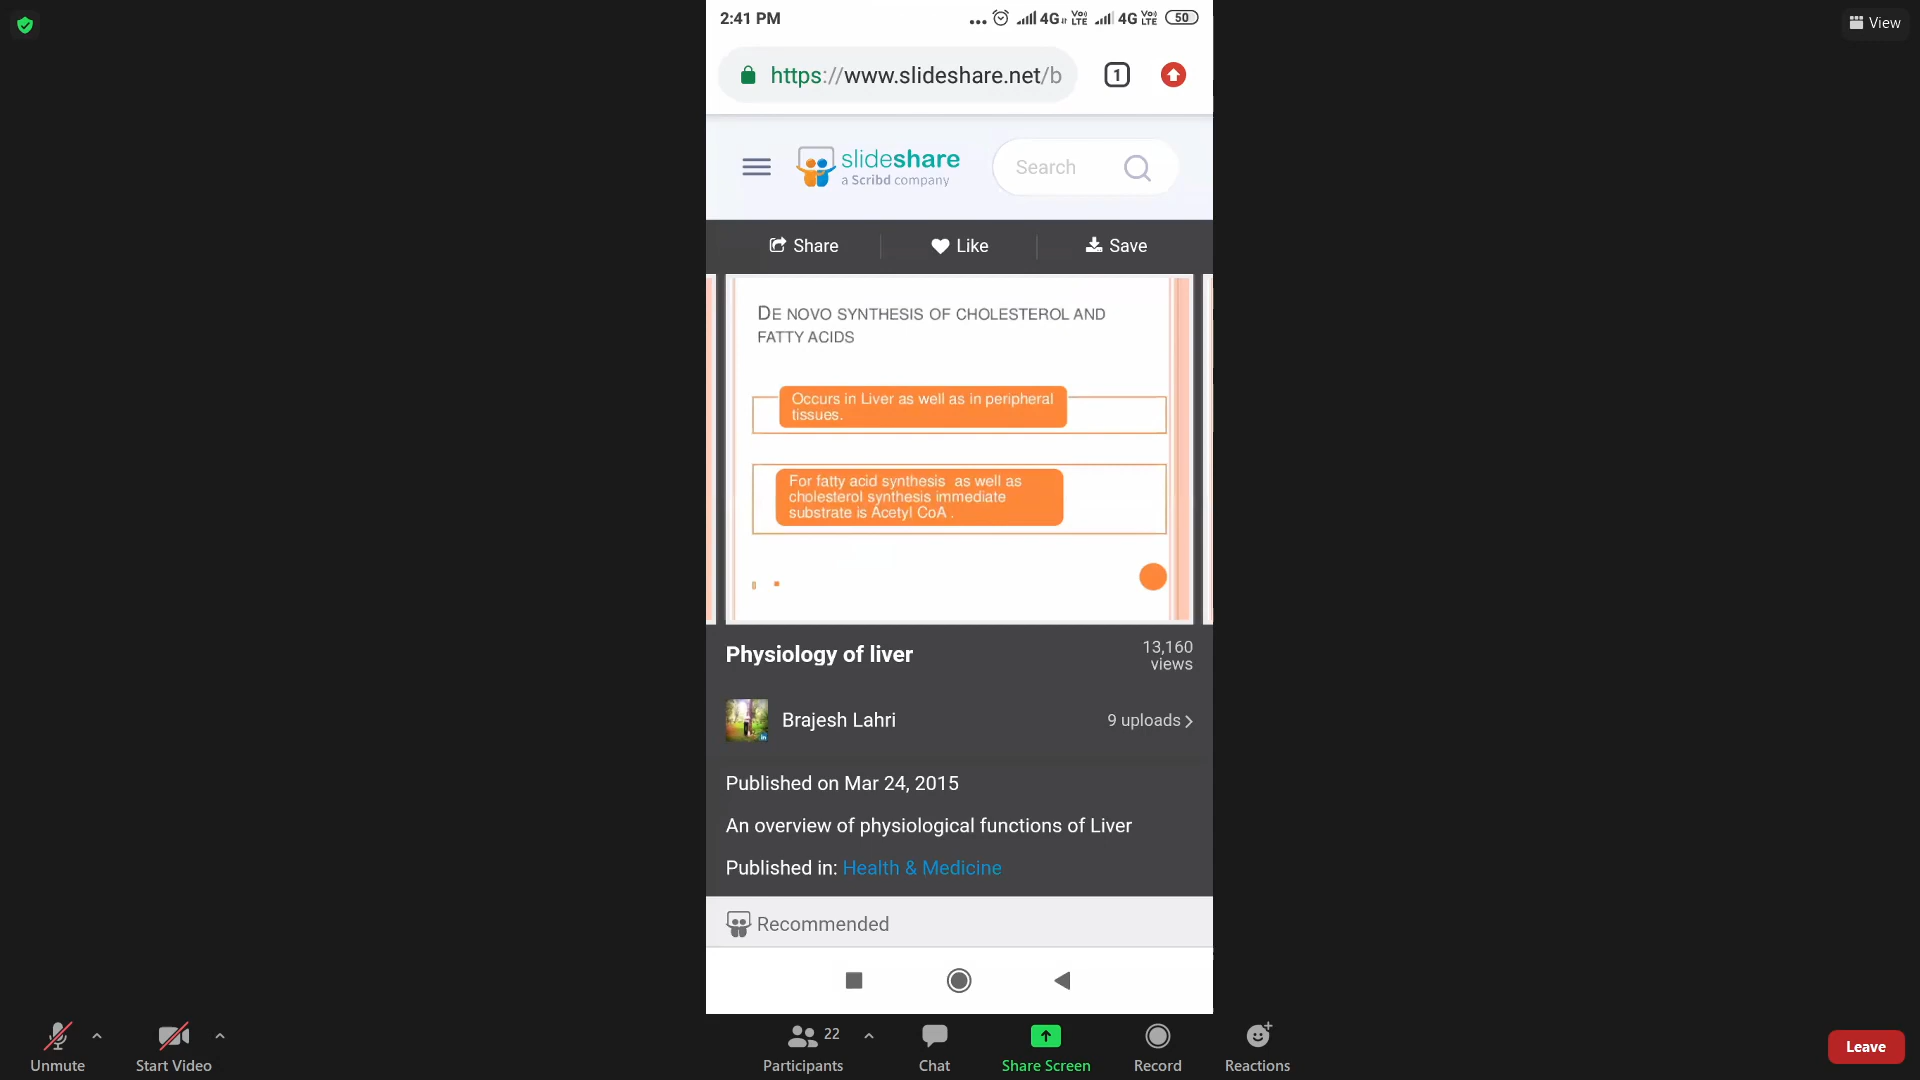 View
2:41 PM
4G
Vo)
LTE
4G
Vo)
LTE
50
https://www.slideshare.net/b
1
slideshare
a Scribd company
Search
Share
Like
Save
DE NOVO SYNTHESIS OF CHOLESTEROL AND
FATTY ACIDS
Occurs in Liver as well as in peripheral
tissues.
For fatty acid synthesis as well as
cholesterol synthesis immediate
substrate is Acetyl CoA .
Physiology of liver
13,160
views
Brajesh Lahri
9 uploads
Published on Mar 24, 2015
An overview of physiological functions of Liver
Published in: Health & Medicine
Recommended
Unmute
Start Video
22
Participants
Chat
Share Screen
Record
Reactions
Leave